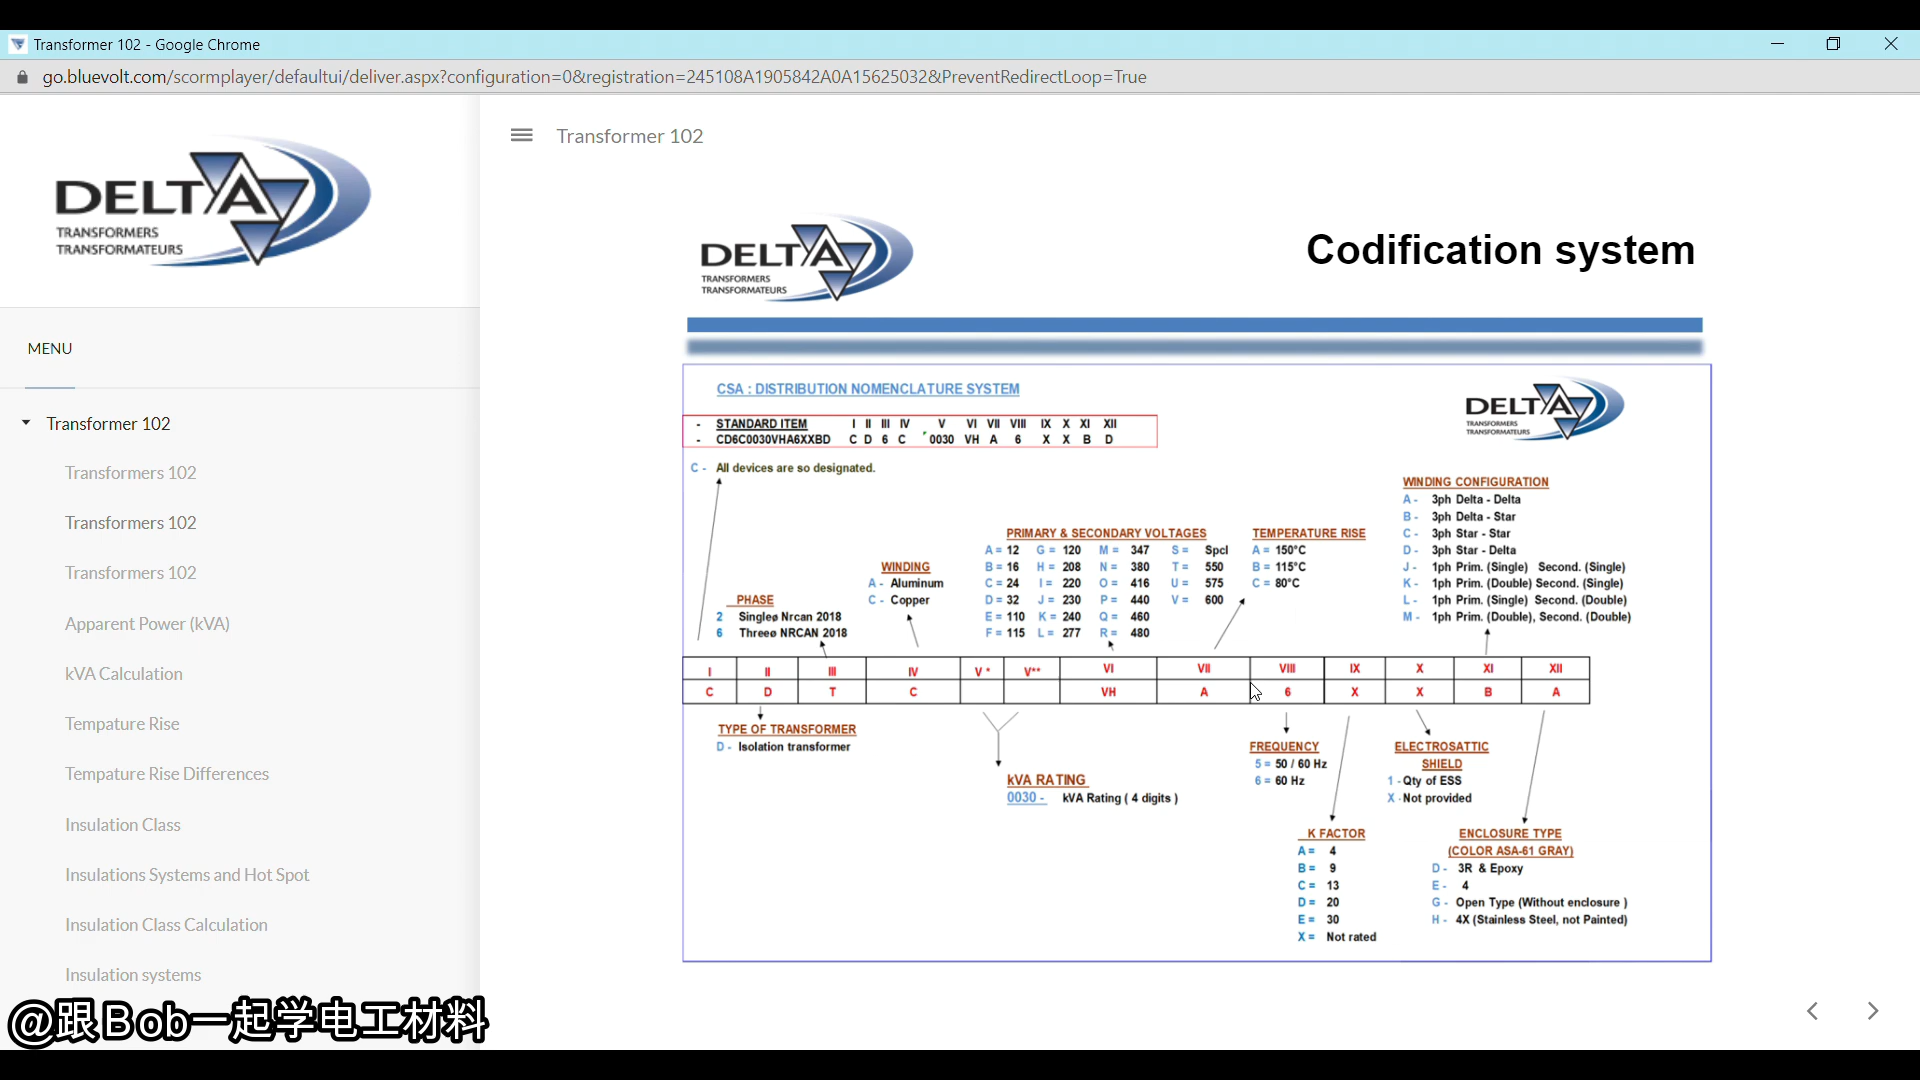 Transformer 102 - Google Chrome
go.bluevolt.com/scormplayer/defaultui/deliver.aspx?configuration=0&registration=245108A1905842A0A15625032&PreventRedirectLoop=True
DELTA
TRANSFORMERS
TRANSFORMATEURS
MENU
Transformer 102
Transformers 102
Transformers 102
Transformers 102
Apparent Power (kVA)
kVA Calculation
Tempature Rise
Tempature Rise Differences
Insulation Class
Insulations Systems and Hot Spot
Insulation Class Calculation
Insulation systems
@跟Bob一起学电工材料
Transformer 102
DELTA
TRANSFORMERS
TRANSFORMATEURS
Codification system
CSA : DISTRIBUTION NOMENCLATURE SYSTEM
DELTA
TRANSFORMERS
TRANSFORMATEURS
- STANDARD ITEM I II III IV V VI VII VIII IX X XI XII
- CD6C0030VHA6XXBD C D 6 C 0030 VH A 6 X X B D
C - All devices are so designated.
PHASE
2 Singleø Nrcan 2018
6 Threeø NRCAN 2018
WINDING
A - Aluminum
C - Copper
PRIMARY & SECONDARY VOLTAGES
A = 12 G = 120 M = 347 S = Spcl
B = 16 H = 208 N = 380 T = 550
C = 24 I = 220 O = 416 U = 575
D = 32 J = 230 P = 440 V = 600
E = 110 K = 240 Q = 460
F = 115 L = 277 R = 480
TEMPERATURE RISE
A = 150°C
B = 115°C
C = 80°C
WINDING CONFIGURATION
A - 3ph Delta - Delta
B - 3ph Delta - Star
C - 3ph Star - Star
D - 3ph Star - Delta
J - 1ph Prim. (Single) Second. (Single)
K - 1ph Prim. (Double) Second. (Single)
L - 1ph Prim. (Single) Second. (Double)
M - 1ph Prim. (Double), Second. (Double)
I II III IV V * V** VI VII VIII IX X XI XII
C D T C VH A 6 X X B A
TYPE OF TRANSFORMER
D - Isolation transformer
kVA RATING
0030 - kVA Rating ( 4 digits )
FREQUENCY
5 = 50 / 60 Hz
6 = 60 Hz
ELECTROSATTIC
SHIELD
1 - Qty of ESS
X - Not provided
K FACTOR
A = 4
B = 9
C = 13
D = 20
E = 30
X = Not rated
ENCLOSURE TYPE
(COLOR ASA-61 GRAY)
D - 3R & Epoxy
E - 4
G - Open Type (Without enclosure )
H - 4X (Stainless Steel, not Painted)